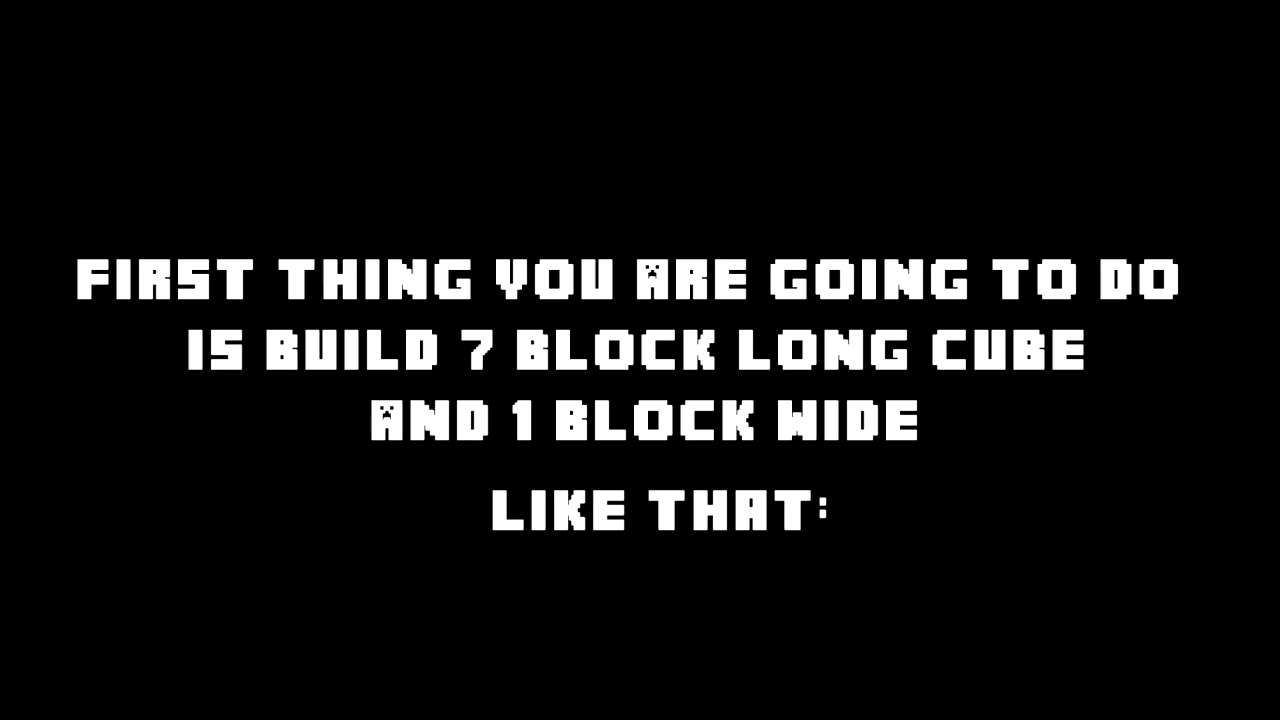 FIRST THING YOU ARE GOING TO DO
IS BUILD 7 BLOCK LONG CUBE
AND 1 BLOCK WIDE
LIKE THAT: